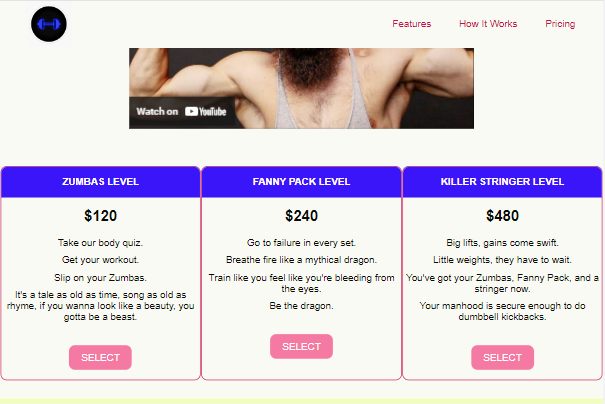 Features How It Works Pricing
Watch on YouTube
ZUMBAS LEVEL
$120
Take our body quiz.
Get your workout.
Slip on your Zumbas.
It's a tale as old as time, song as old as
rhyme, if you wanna look like a beauty, you
gotta be a beast.
SELECT
FANNY PACK LEVEL
$240
Go to failure in every set.
Breathe fire like a mythical dragon.
Train like you feel like you're bleeding from
the eyes.
Be the dragon.
SELECT
KILLER STRINGER LEVEL
$480
Big lifts, gains come swift.
Little weights, they have to wait.
You've got your Zumbas, Fanny Pack, and a
stringer now.
Your manhood is secure enough to do
dumbbell kickbacks.
SELECT